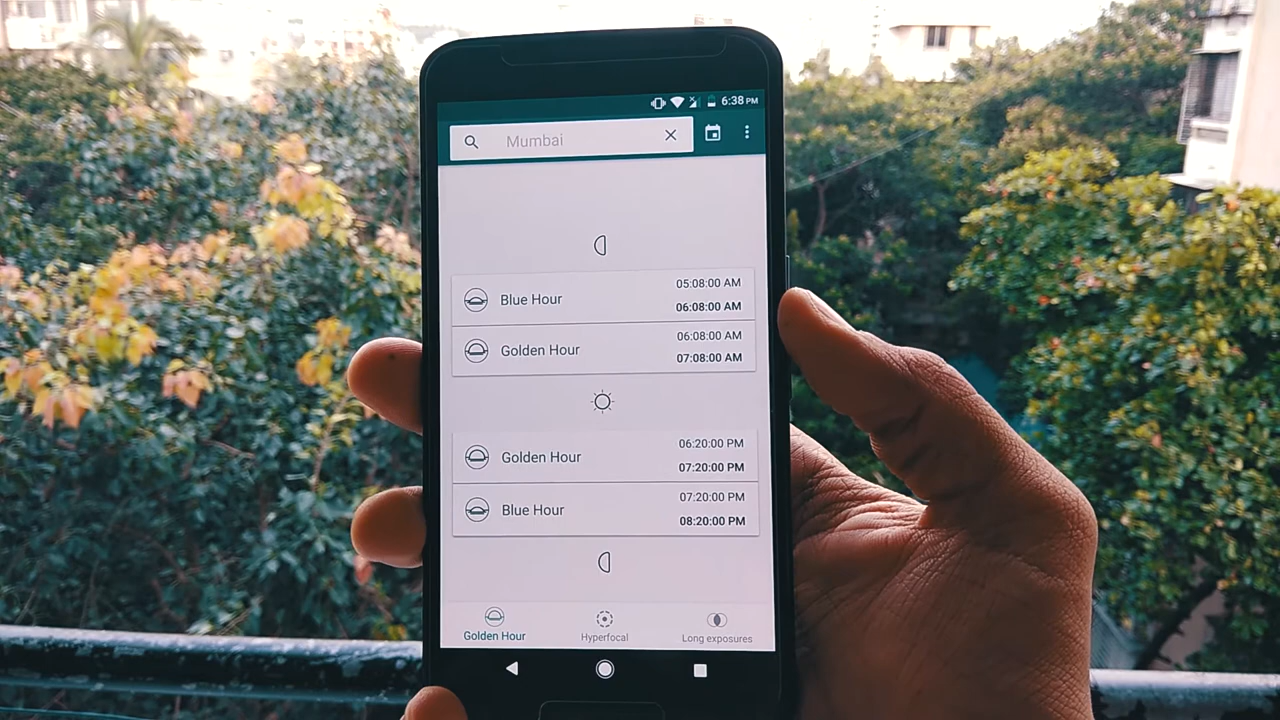 6:38 PM
Mumbai
Blue Hour
05:08:00 AM
06:08:00 AM
Golden Hour
06:08:00 AM
07:08:00 AM
Golden Hour
06:20:00 PM
07:20:00 PM
Blue Hour
07:20:00 PM
08:20:00 PM
Golden Hour
Hyperfocal
Long exposures